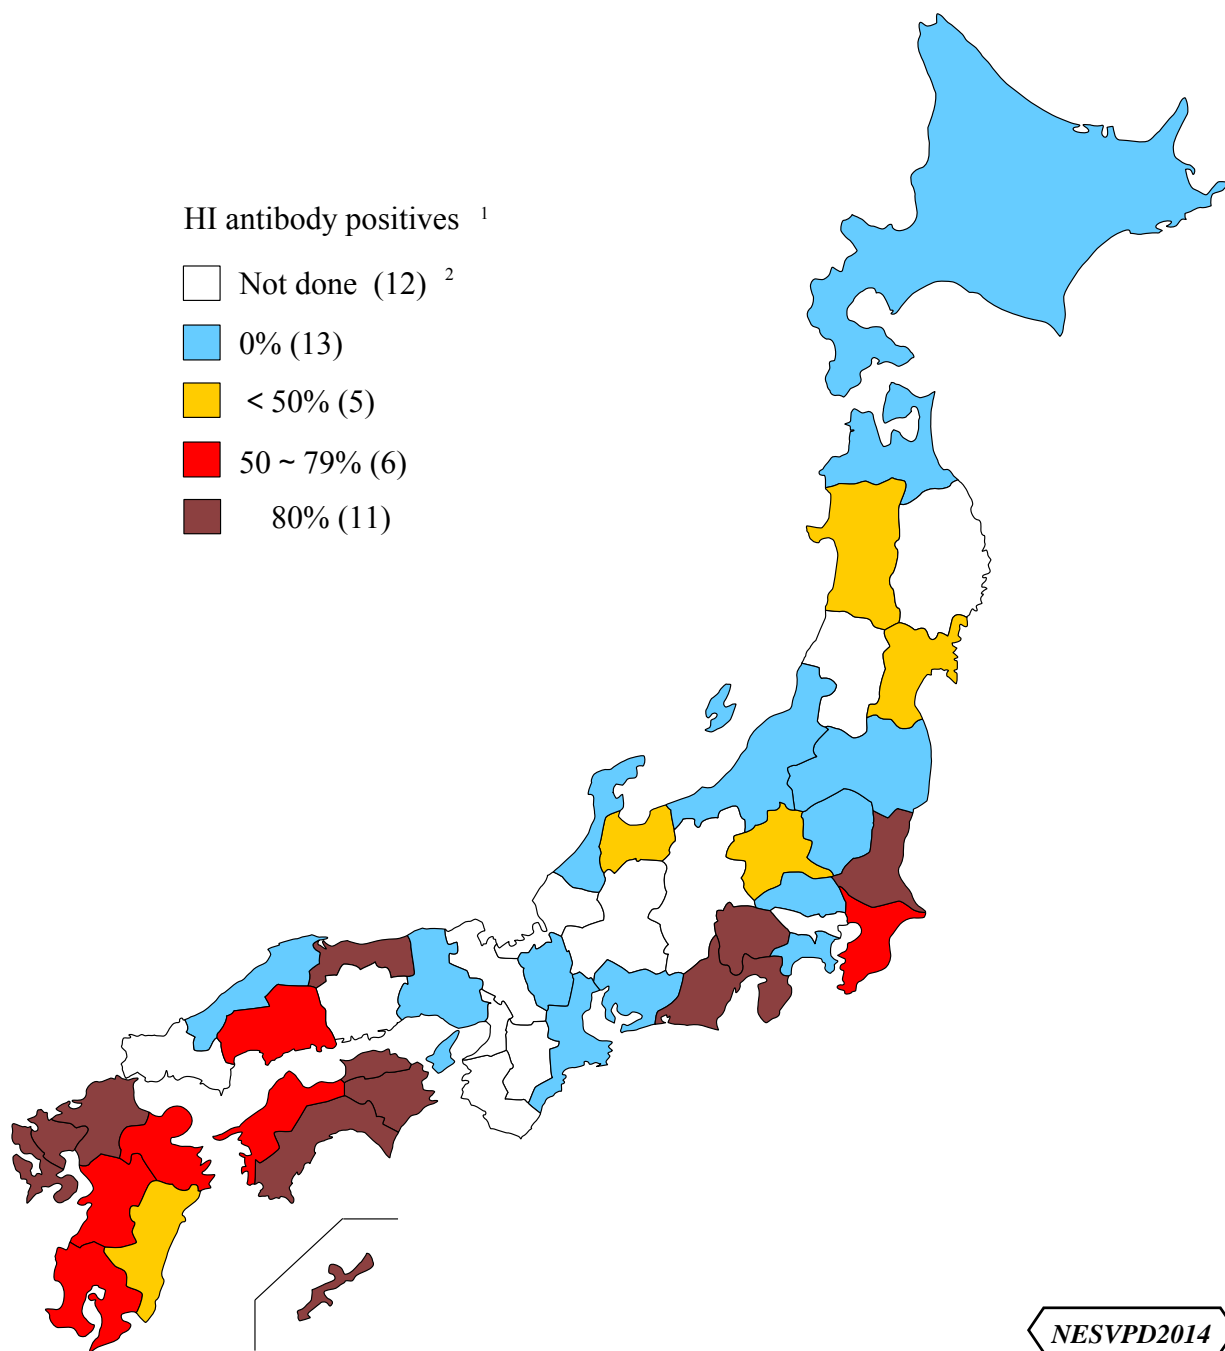 HI antibody positives 1
Not done (12) 2
0% (13)
< 50% (5)
50 ~ 79% (6)
80% (11)
NESVPD2014